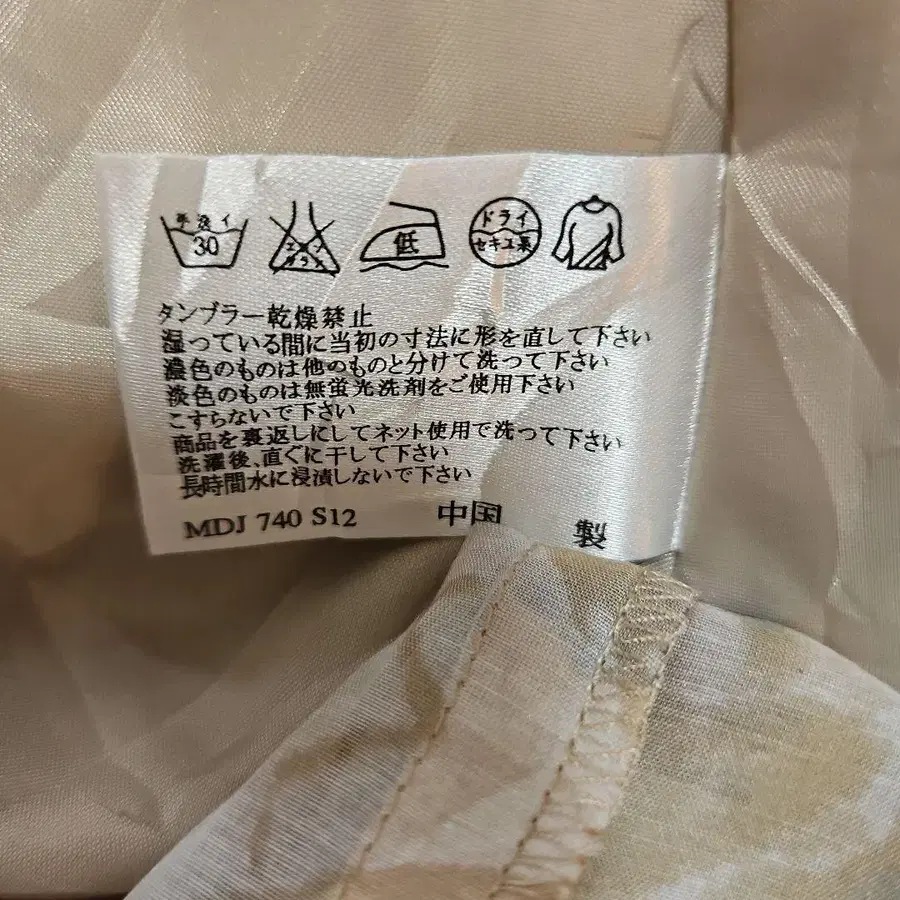 手洗イ 30 エンソサラシ 低 ドライ セキユ系
タンブラー乾燥禁止
湿っている間に当初の寸法に形を直して下さい
濃色のものは他のものと分けて洗って下さい
淡色のものは無蛍光洗剤をご使用下さい
こすらないで下さい
商品を裏返しにしてネット使用で洗って下さい
洗濯後、直ぐに干して下さい
長時間水に浸漬しないで下さい
MDJ 740 S12 中国 製